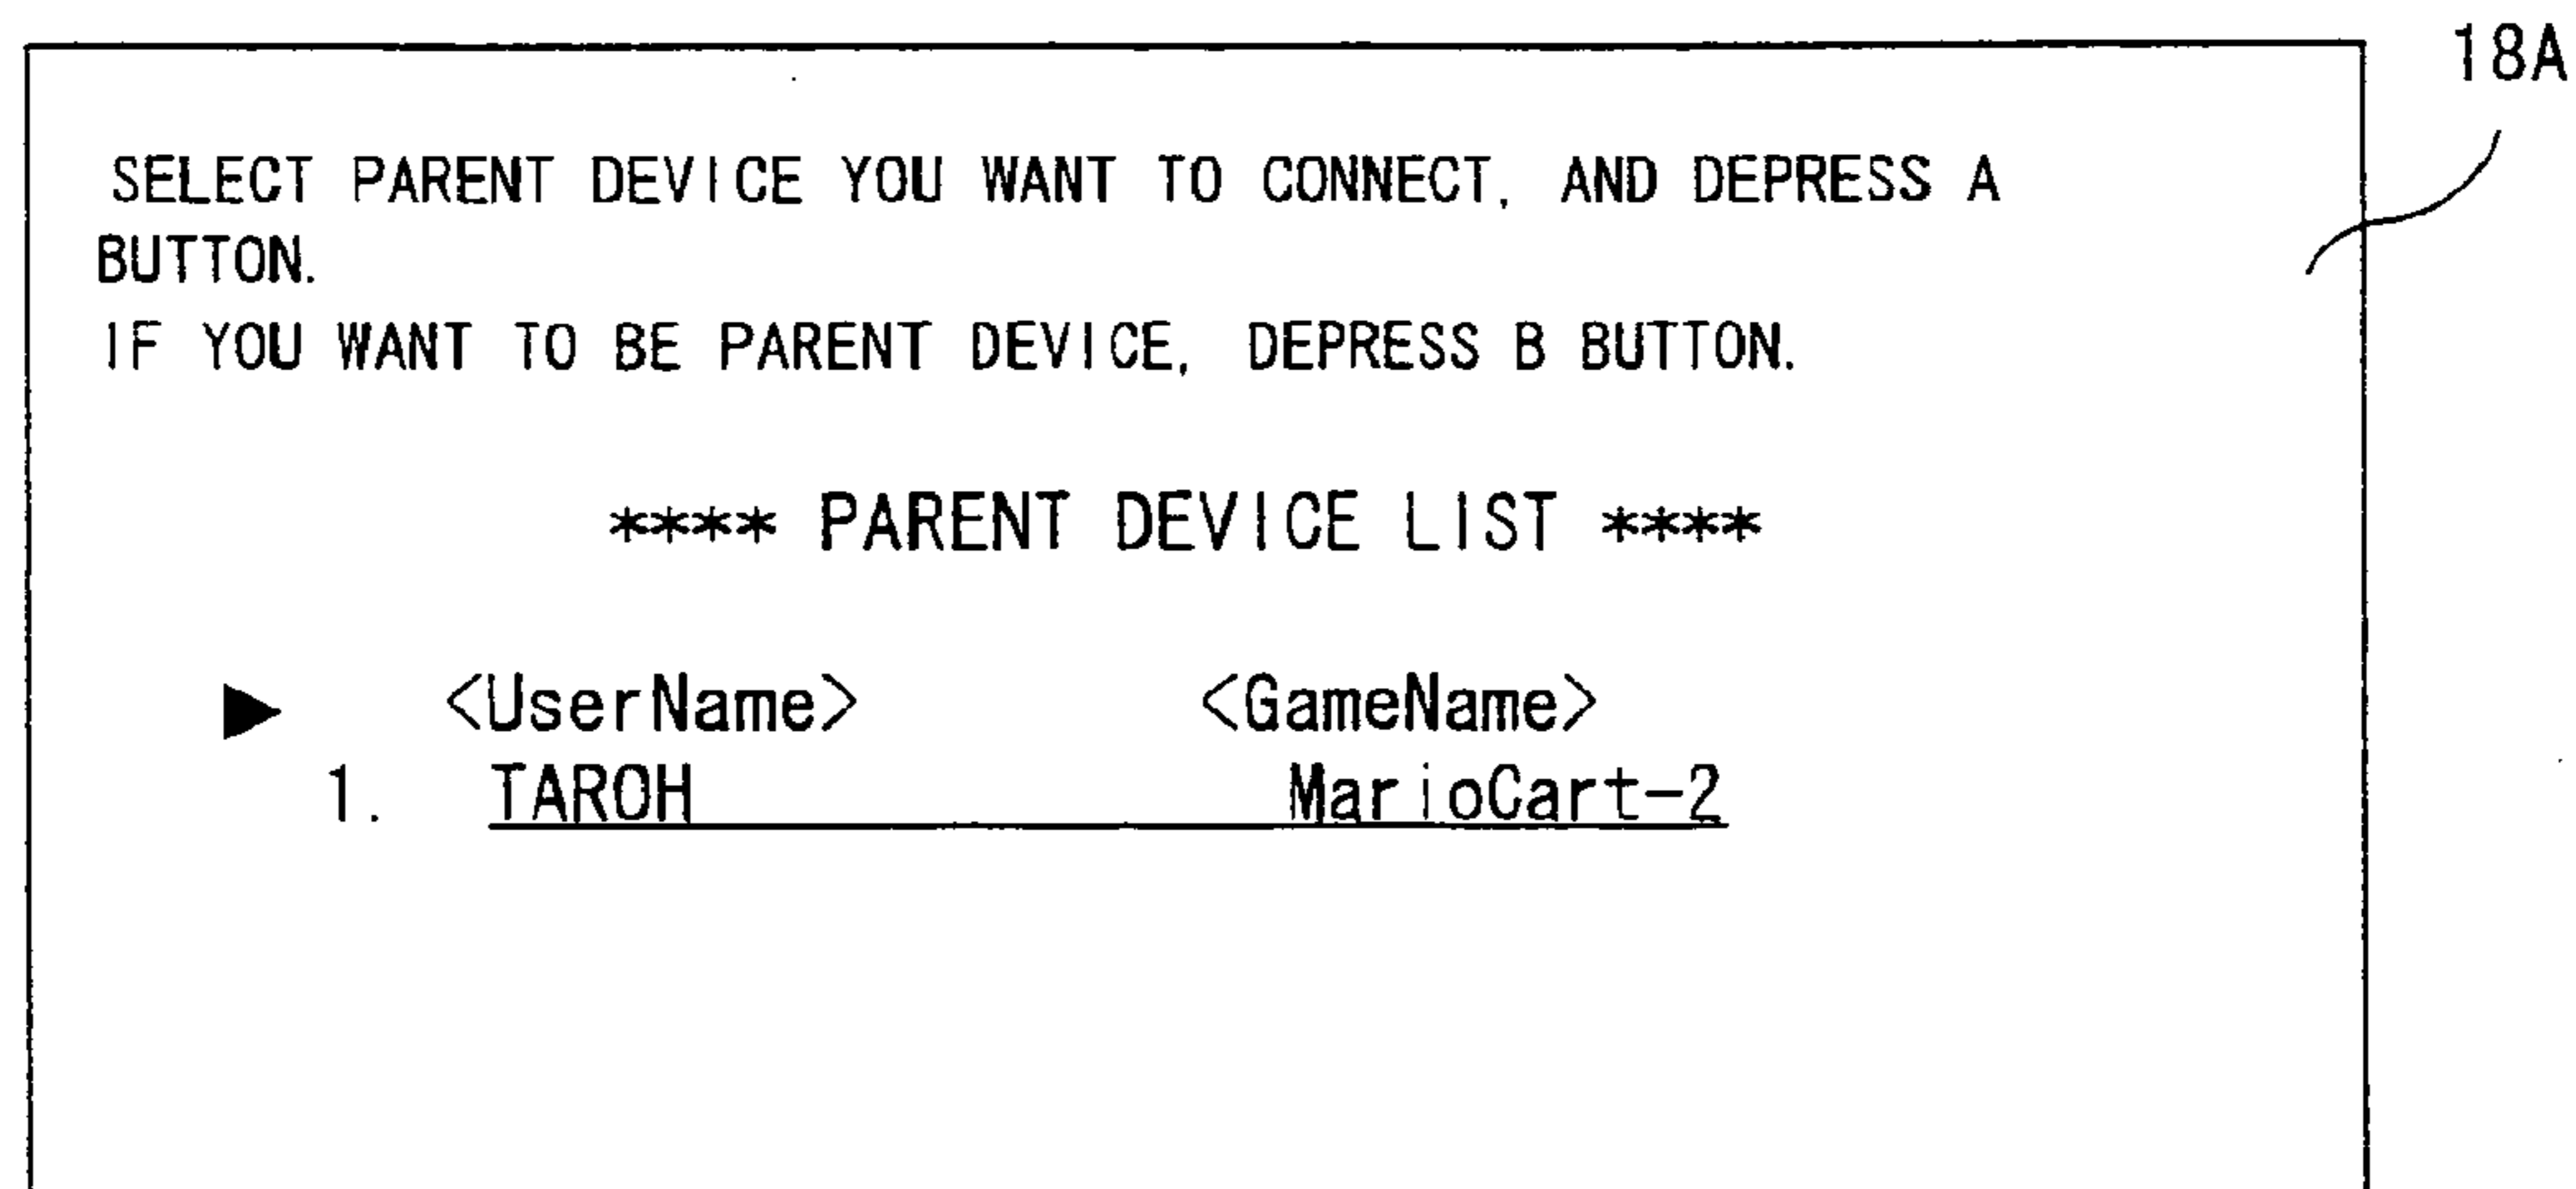 18A
SELECT PARENT DEVICE YOU WANT TO CONNECT, AND DEPRESS A
BUTTON.
IF YOU WANT TO BE PARENT DEVICE, DEPRESS B BUTTON.
**** PARENT DEVICE LIST ****
▶ <UserName> <GameName>
1. TAROH MarioCart-2